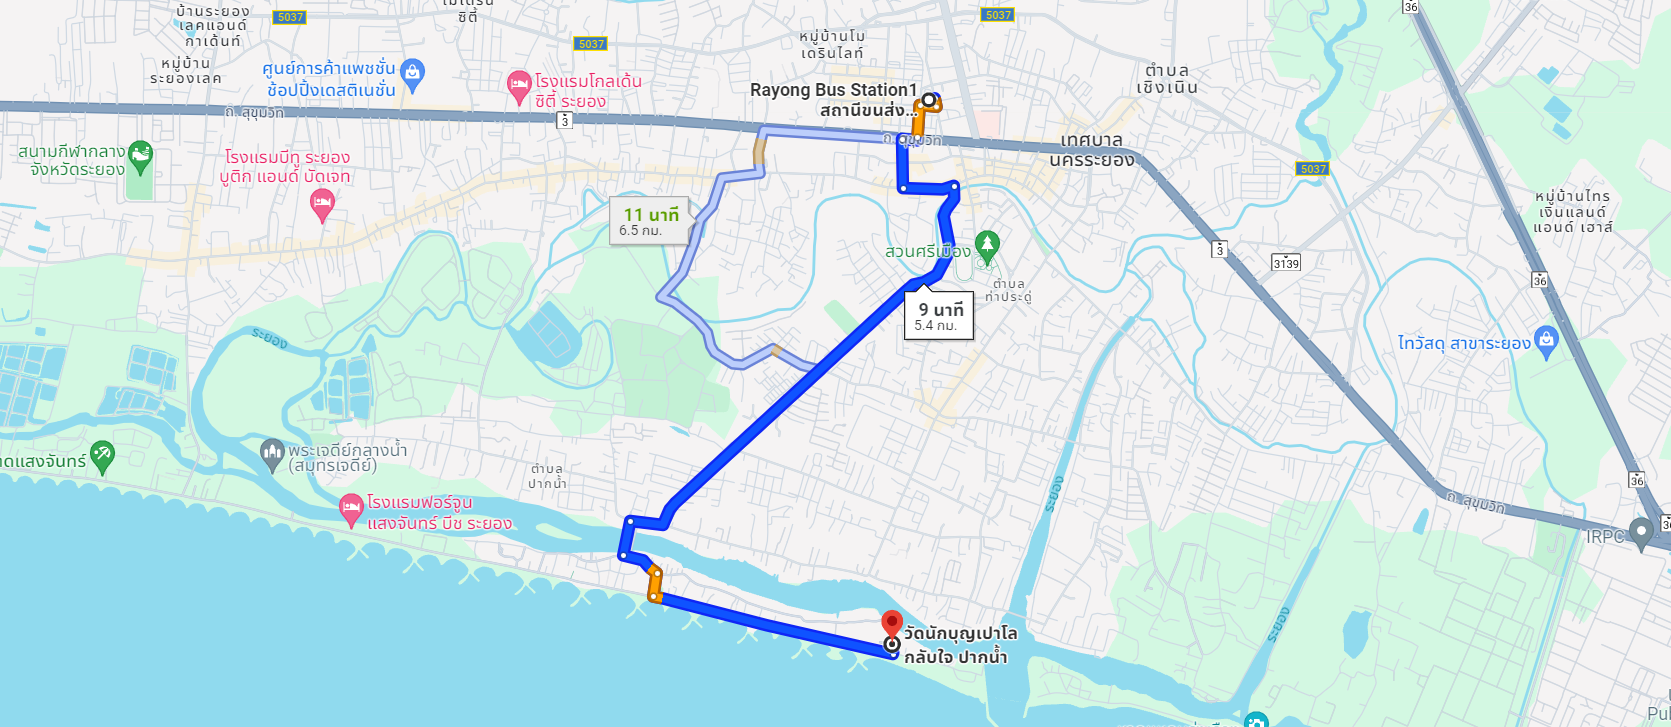 บ้านระยอง
เลคแอนด์
กาเด้นท์
ซิตี้
5037
5037
5037
36
หมู่บ้าน
ระยองเลค
ศูนย์การค้าแพชชั่น
ช้อปปิ้งเดสติเนชั่น
โรงแรมโกลเด้น
ซิตี้ ระยอง
หมู่บ้านโม
เดรินไลท์
Rayong Bus Station1
สถานีขนส่ง...
ตำบล
เชิงเนิน
ถ. สุขุมวิท
3
ถ. สุขุมวิท
เทศบาล
นครระยอง
สนามกีฬากลาง
จังหวัดระยอง
โรงแรมบีทู ระยอง
บูติก แอนด์ บัดเจท
5037
หมู่บ้านไทร
เงินแลนด์
แอนด์ เฮาส์
11 นาที
6.5 กม.
สวนศรีเมือง
3
3139
36
ตำบล
ท่าประดู่
9 นาที
5.4 กม.
ระยอง
ไทวัสดุ สาขาระยอง
พระเจดีย์กลางน้ำ
(สมุทรเจดีย์)
าดแสงจันทร์
ตำบล
ปากน้ำ
โรงแรมฟอร์จูน
แสงจันทร์ บีช ระยอง
ระยอง
36
ถ. สุขุมวิท
IRPC
36
ระยอง
วัดนักบุญเปาโล
กลับใจ ปากน้ำ